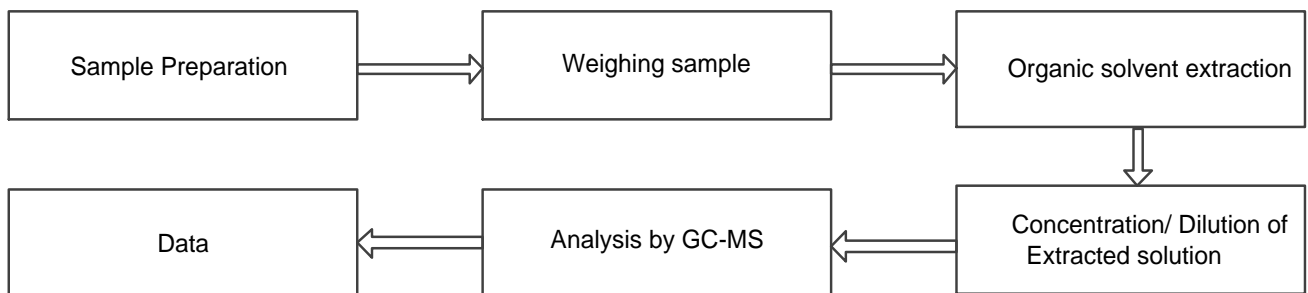 Sample Preparation
Weighing sample
Organic solvent extraction
Concentration/ Dilution of
Extracted solution
Analysis by GC-MS
Data